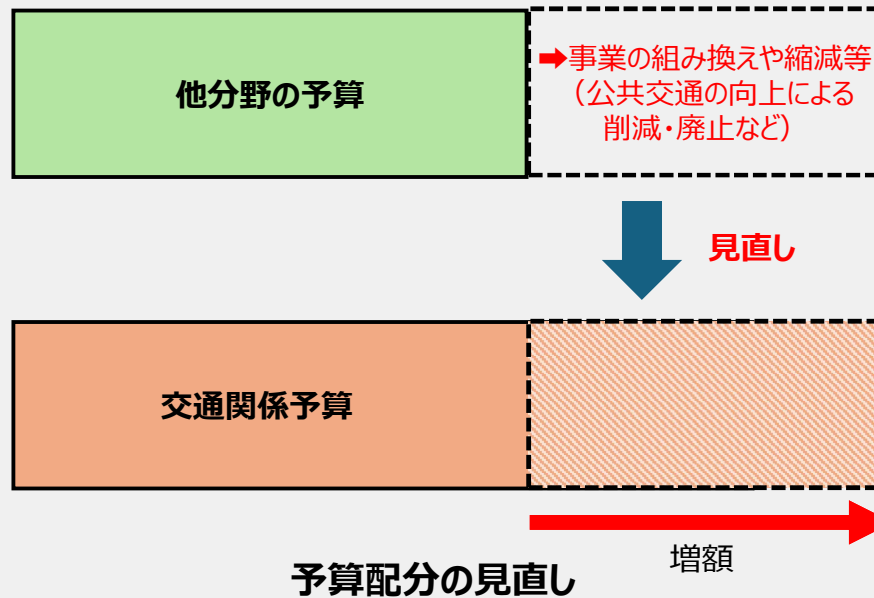 他分野の予算
➡事業の組み換えや縮減等
（公共交通の向上による
削減・廃止など）
見直し
交通関係予算
増額
予算配分の見直し